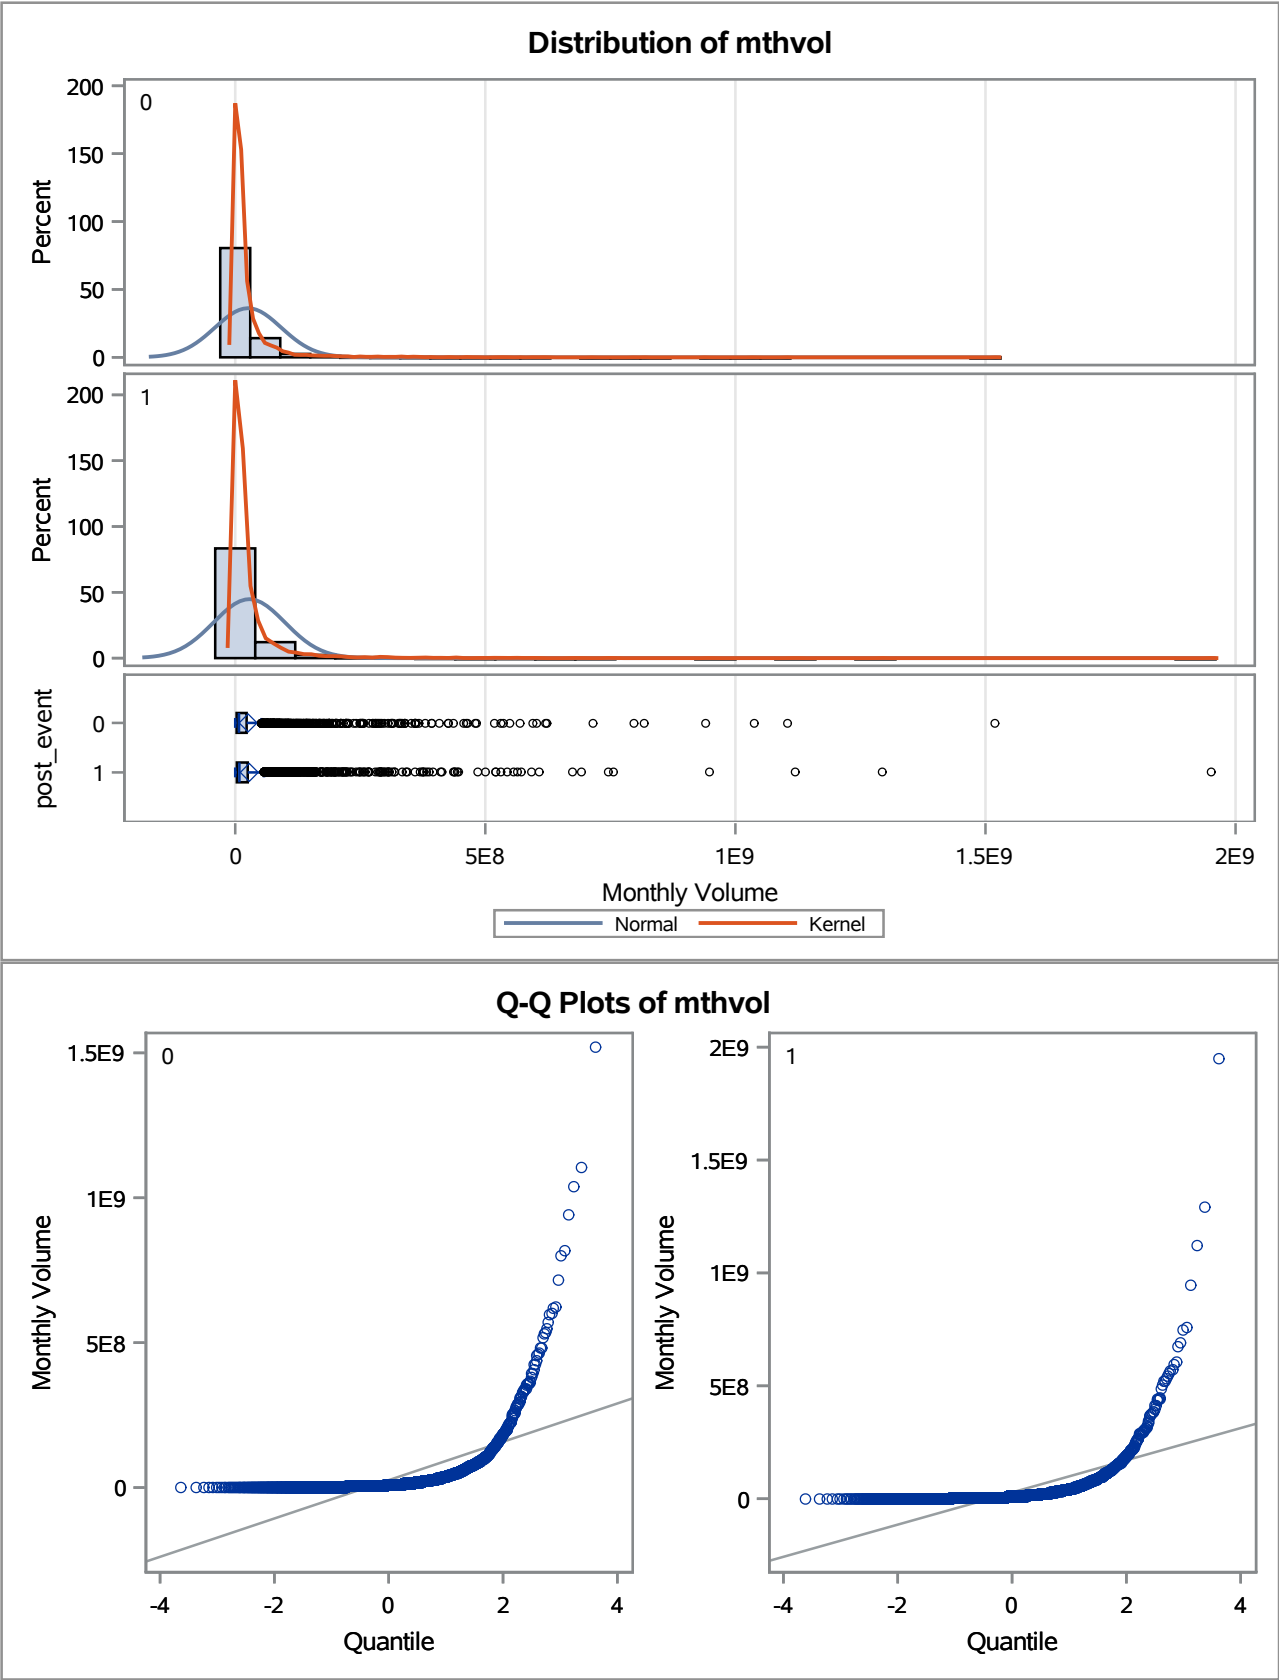 Distribution of mthvol
0
Percent
200
150
100
50
0
1
Percent
200
150
100
50
0
post_event
0
1
0 5E8 1E9 1.5E9 2E9
Monthly Volume
Normal Kernel
Q-Q Plots of mthvol
0
Monthly Volume
1.5E9
1E9
5E8
0
-4 -2 0 2 4
Quantile
1
Monthly Volume
2E9
1.5E9
1E9
5E8
0
-4 -2 0 2 4
Quantile